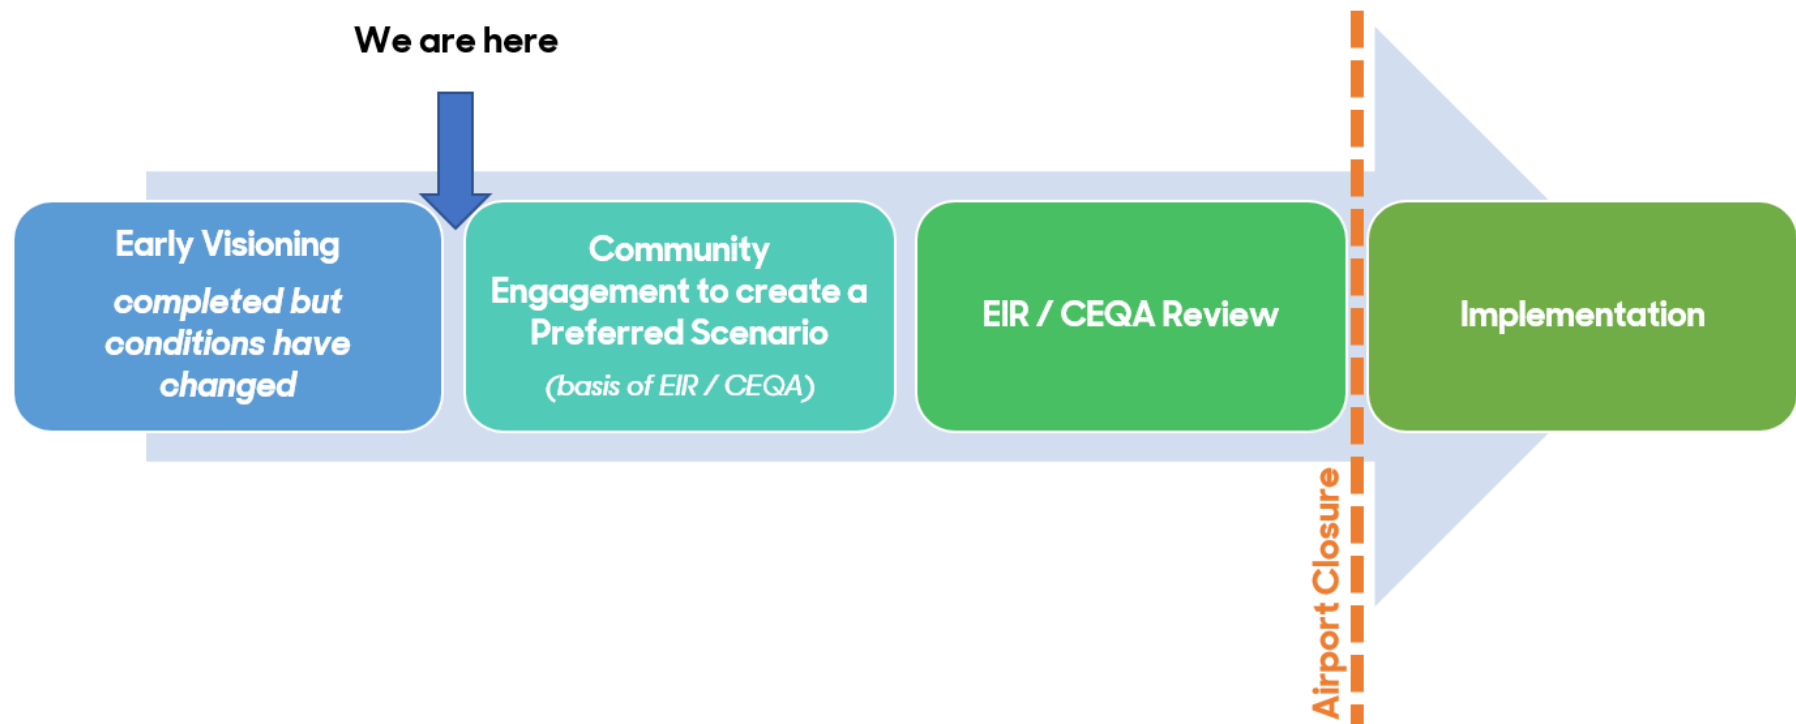 We are here
Early Visioning
completed but
conditions have
changed
Community
Engagement to create a
Preferred Scenario
(basis of EIR / CEQA)
EIR / CEQA Review
Implementation
Airport Closure